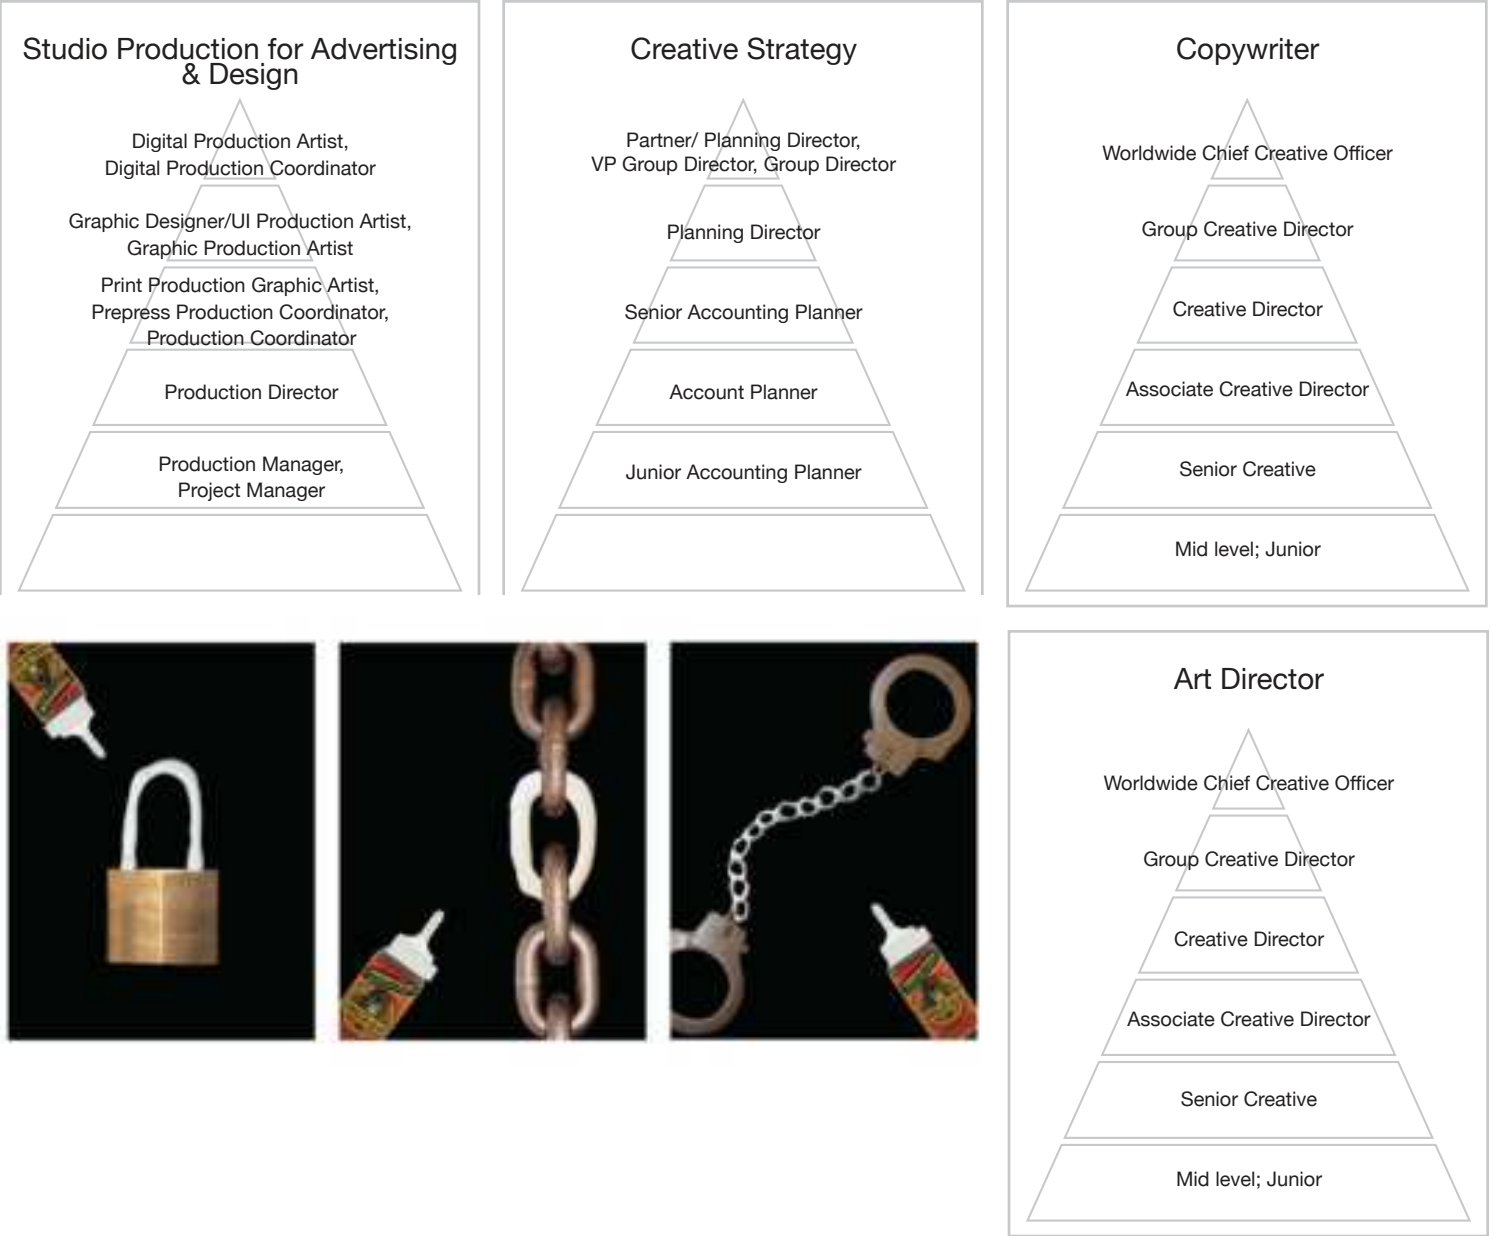 Studio Production for Advertising
& Design
Digital Production Artist,
Digital Production Coordinator
Graphic Designer/UI Production Artist,
Graphic Production Artist
Print Production Graphic Artist,
Prepress Production Coordinator,
Production Coordinator
Production Director
Production Manager,
Project Manager
Creative Strategy
Partner/ Planning Director,
VP Group Director, Group Director
Planning Director
Senior Accounting Planner
Account Planner
Junior Accounting Planner
Copywriter
Worldwide Chief Creative Officer
Group Creative Director
Creative Director
Associate Creative Director
Senior Creative
Mid level; Junior
Art Director
Worldwide Chief Creative Officer
Group Creative Director
Creative Director
Associate Creative Director
Senior Creative
Mid level; Junior